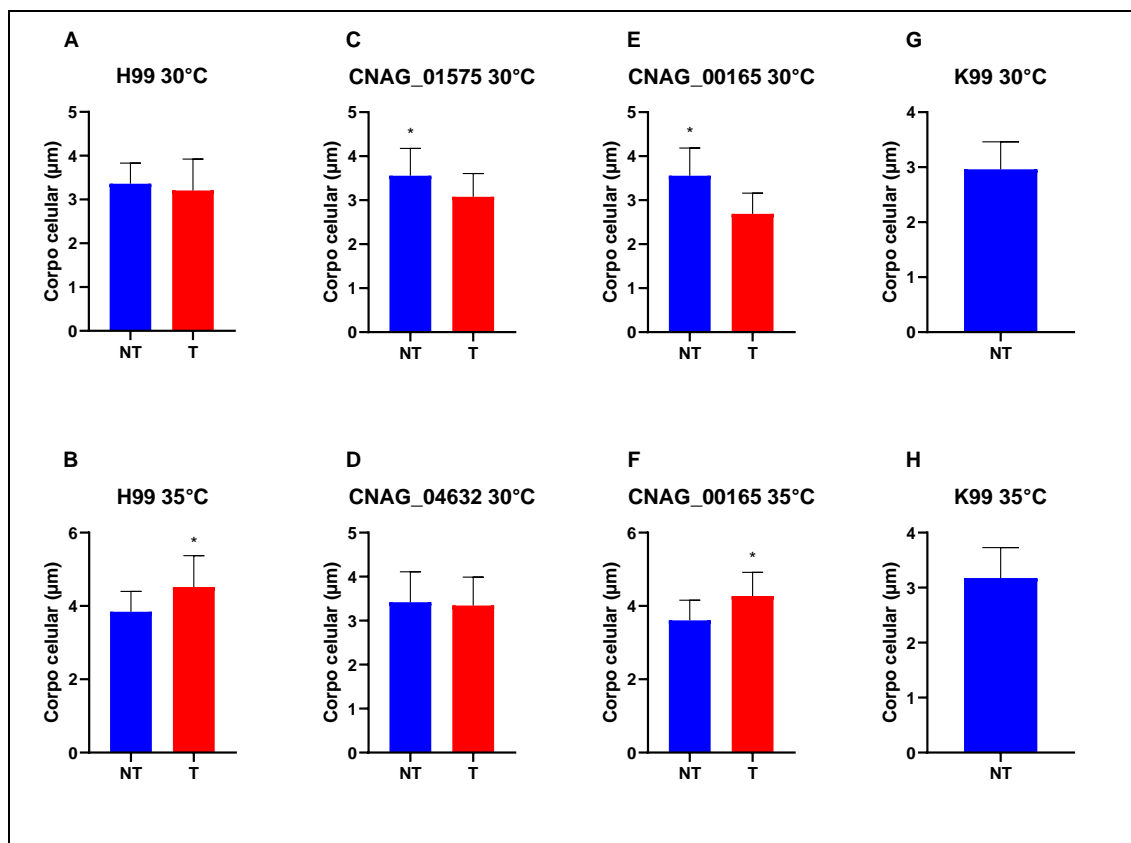 A
H99 30°C
Corpo celular (µm)
5
4
3
2
1
0
NT T
C
CNAG_01575 30°C
Corpo celular (µm)
5
4
3
2
1
0
*
NT T
E
CNAG_00165 30°C
Corpo celular (µm)
5
4
3
2
1
0
*
NT T
G
K99 30°C
Corpo celular (µm)
4
3
2
1
0
NT
B
H99 35°C
Corpo celular (µm)
6
4
2
0
*
NT T
D
CNAG_04632 30°C
Corpo celular (µm)
5
4
3
2
1
0
NT T
F
CNAG_00165 35°C
Corpo celular (µm)
6
4
2
0
*
NT T
H
K99 35°C
Corpo celular (µm)
4
3
2
1
0
NT